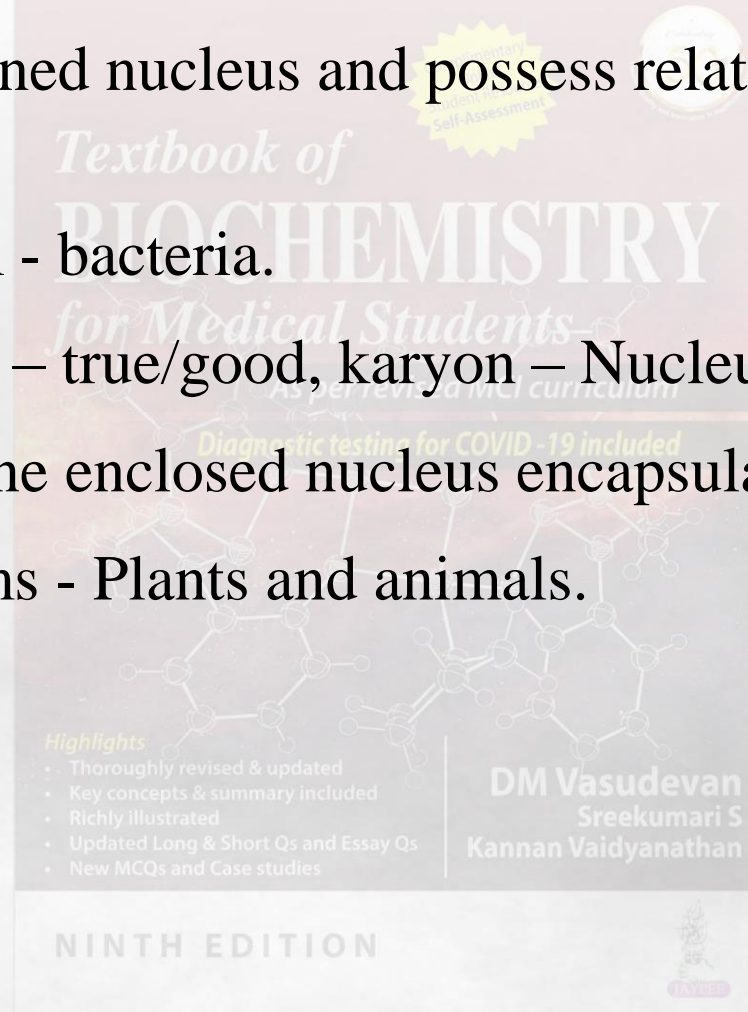 ned nucleus and possess relat
Self-Assessment
Textbook of
BIOCHEMISTRY
- bacteria.
for Medical Students
– true/good, karyon – Nucleu
As per revised MCI curriculum
Diagnostic testing for COVID -19 included
ne enclosed nucleus encapsula
ns - Plants and animals.
Highlights
• Thoroughly revised & updated
• Key concepts & summary included
• Richly illustrated
• Updated Long & Short Qs and Essay Qs
• New MCQs and Case studies
DM Vasudevan
Sreekumari S
Kannan Vaidyanathan
NINTH EDITION
JAYPEE